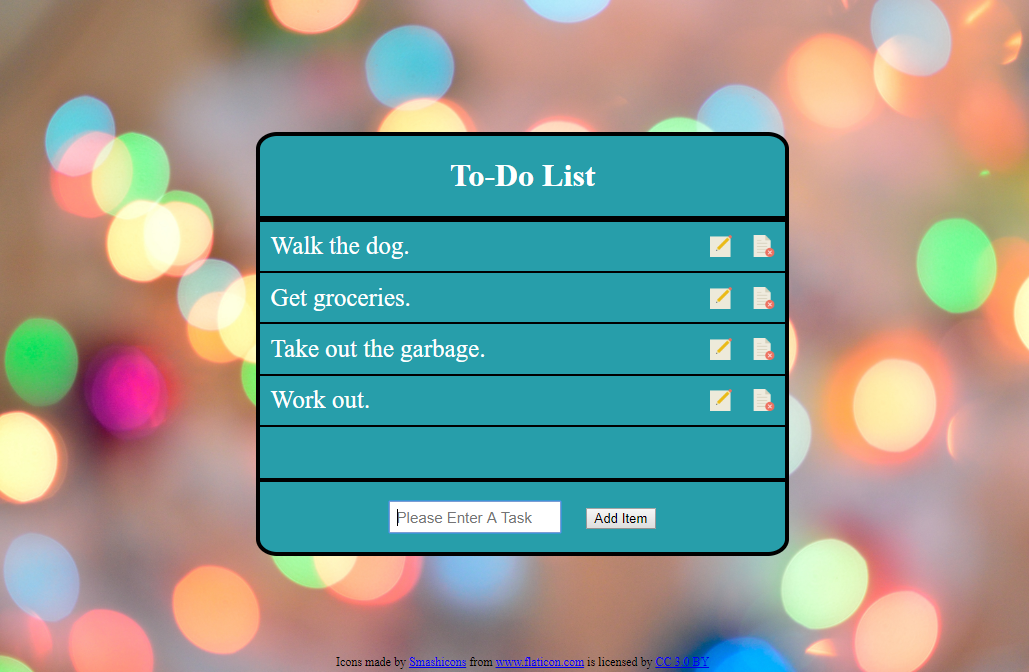 To-Do List
Walk the dog.
Get groceries.
Take out the garbage.
Work out.
Please Enter A Task
Add Item
Icons made by Smashicons from www.flaticon.com is licensed by CC 3.0 BY